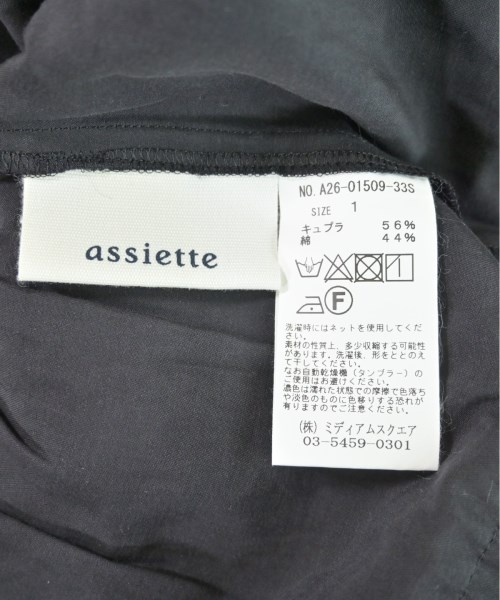 assiette
NO. A26-01509-33S
SIZE 1
キュプラ 56%
綿 44%
F
洗濯時にはネットを使用してくださ
い。
素材の性質上、多少収縮する可能性
があります。洗濯後、形をととのえ
て干してください。
なお自動乾燥機(タンブラー)の
ご使用はお避けください。
濃色は濡れた状態での摩擦で色落ち
や淡色のものに色移りする恐れが
有りますのでご注意ください。
(株) ミディアムスクエア
03-5459-0301